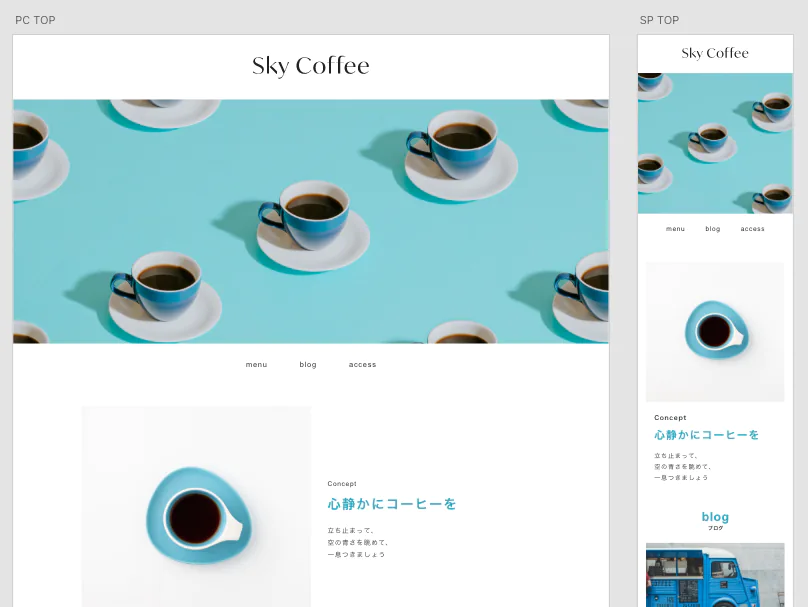 PC TOP
Sky Coffee
menu blog access
Concept
心静かにコーヒーを
立ち止まって、
空の青さを眺めて、
一息つきましょう
SP TOP
Sky Coffee
menu blog access
Concept
心静かにコーヒーを
立ち止まって、
空の青さを眺めて、
一息つきましょう
blog
ブログ